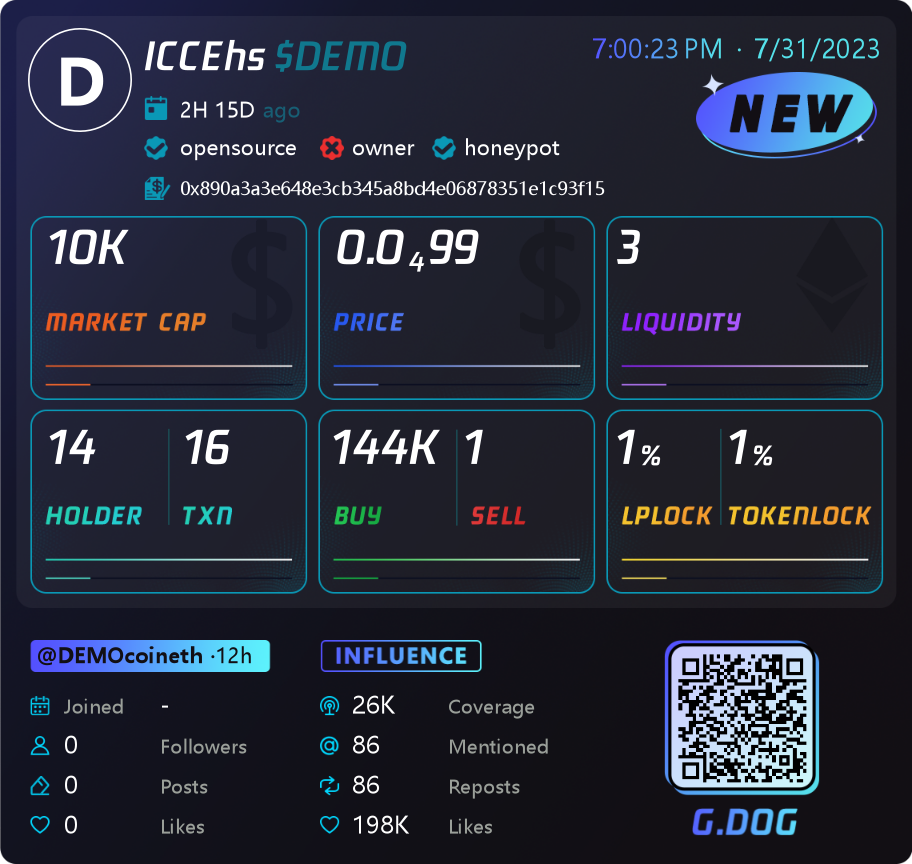 D
ICCEhs $DEMO
7:00:23 PM · 7/31/2023
NEW
2H 15D ago
opensource owner honeypot
0x890a3a3e648e3cb345a8bd4e06878351e1c93f15
10K
MARKET CAP
0.0₄99
PRICE
3
LIQUIDITY
14 16
HOLDER TXN
144K 1
BUY SELL
1% 1%
LPLOCK TOKENLOCK
@DEMOcoineth ·12h
Joined -
0 Followers
0 Posts
0 Likes
INFLUENCE
26K Coverage
86 Mentioned
86 Reposts
198K Likes
G.DOG